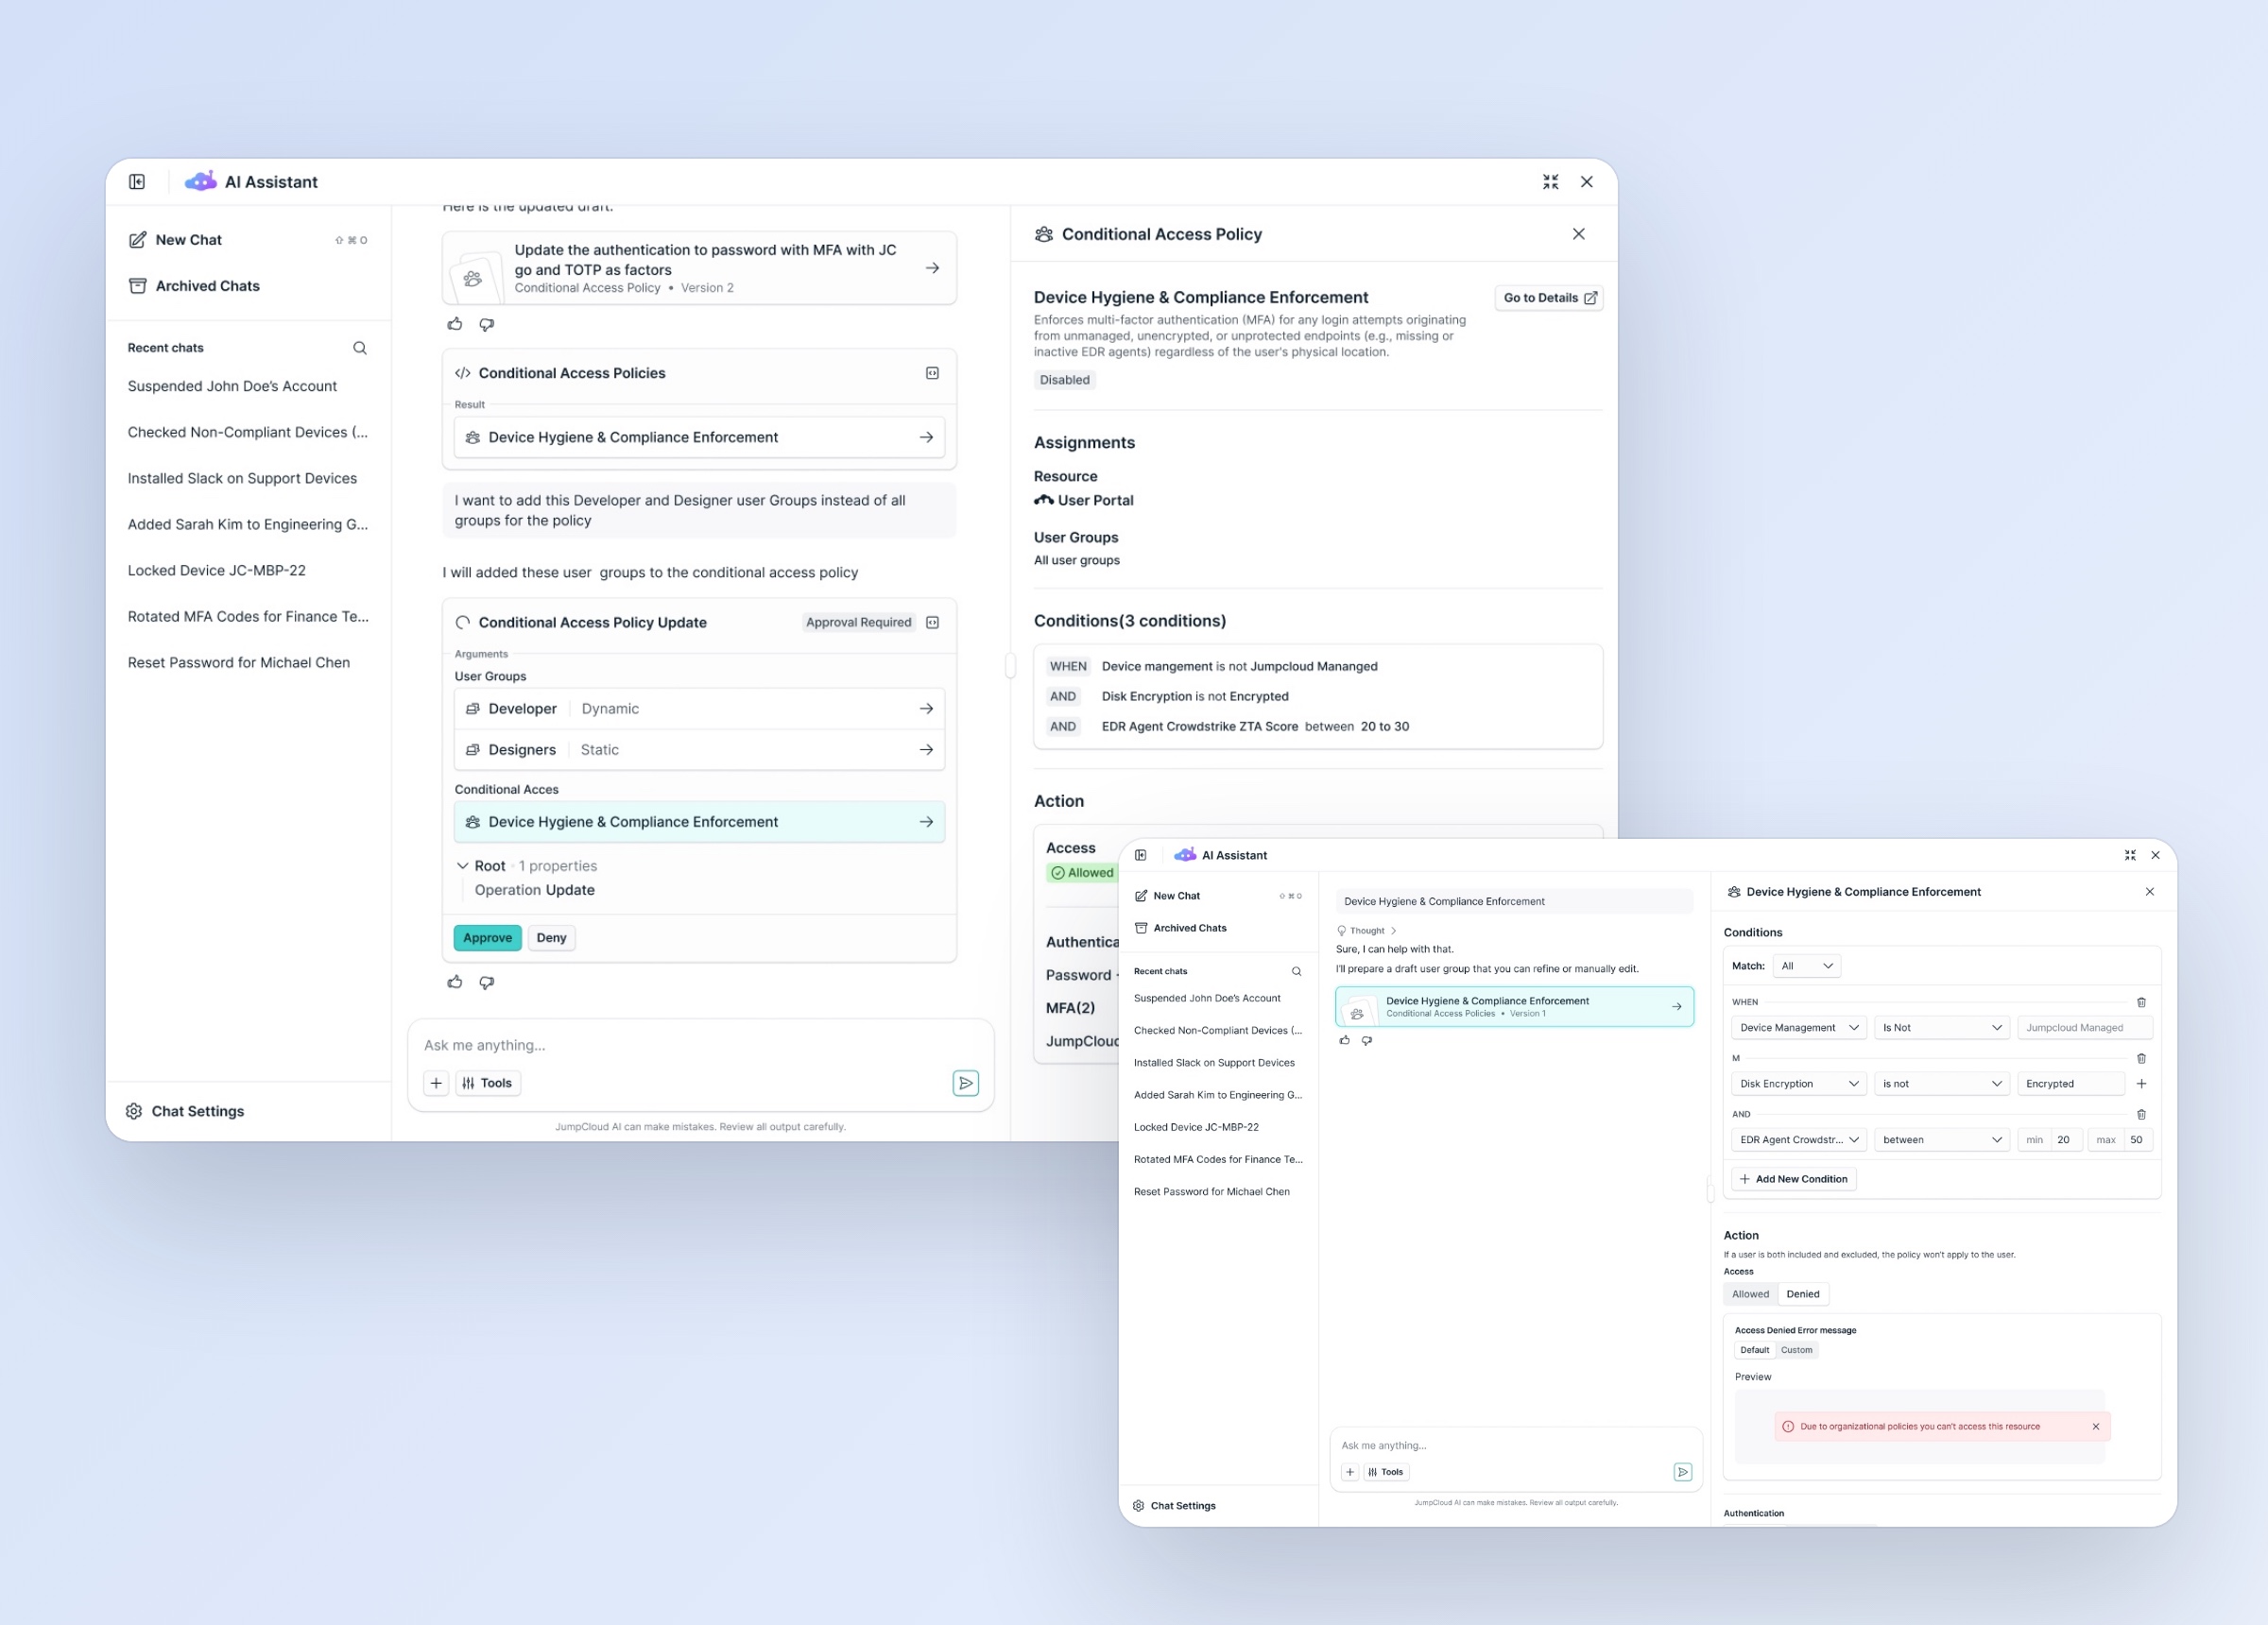 AI Assistant
New Chat
⇧ ⌘ O
Archived Chats
Recent chats
Suspended John Doe's Account
Checked Non-Compliant Devices (...
Installed Slack on Support Devices
Added Sarah Kim to Engineering G...
Locked Device JC-MBP-22
Rotated MFA Codes for Finance Te...
Reset Password for Michael Chen
Chat Settings
Here is the updated draft.
Update the authentication to password with MFA with JC
go and TOTP as factors
Conditional Access Policy • Version 2
Conditional Access Policies
Result
Device Hygiene & Compliance Enforcement
I want to add this Developer and Designer user Groups instead of all
groups for the policy
I will added these user groups to the conditional access policy
Conditional Access Policy Update
Approval Required
Arguments
User Groups
Developer Dynamic
Designers Static
Conditional Acces
Device Hygiene & Compliance Enforcement
Root · 1 properties
Operation Update
Approve
Deny
Ask me anything...
Tools
JumpCloud AI can make mistakes. Review all output carefully.
Conditional Access Policy
Device Hygiene & Compliance Enforcement
Go to Details
Enforces multi-factor authentication (MFA) for any login attempts originating
from unmanaged, unencrypted, or unprotected endpoints (e.g., missing or
inactive EDR agents) regardless of the user's physical location.
Disabled
Assignments
Resource
User Portal
User Groups
All user groups
Conditions(3 conditions)
WHEN Device mangement is not Jumpcloud Mananged
AND Disk Encryption is not Encrypted
AND EDR Agent Crowdstrike ZTA Score between 20 to 30
Action
Access
Allowed
Authentica
Password
MFA(2)
JumpCloud
AI Assistant
New Chat
⇧ ⌘ O
Archived Chats
Recent chats
Suspended John Doe's Account
Checked Non-Compliant Devices (...
Installed Slack on Support Devices
Added Sarah Kim to Engineering G...
Locked Device JC-MBP-22
Rotated MFA Codes for Finance Te...
Reset Password for Michael Chen
Chat Settings
Device Hygiene & Compliance Enforcement
Thought
Sure, I can help with that.
I'll prepare a draft user group that you can refine or manually edit.
Device Hygiene & Compliance Enforcement
Conditional Access Policies • Version 1
Ask me anything...
Tools
JumpCloud AI can make mistakes. Review all output carefully.
Device Hygiene & Compliance Enforcement
Conditions
Match: All
WHEN
Device Management Is Not Jumpcloud Managed
M
Disk Encryption is not Encrypted
AND
EDR Agent Crowdstr... between min 20 max 50
Add New Condition
Action
If a user is both included and excluded, the policy won't apply to the user.
Access
Allowed Denied
Access Denied Error message
Default Custom
Preview
Due to organizational policies you can't access this resource
Authentication